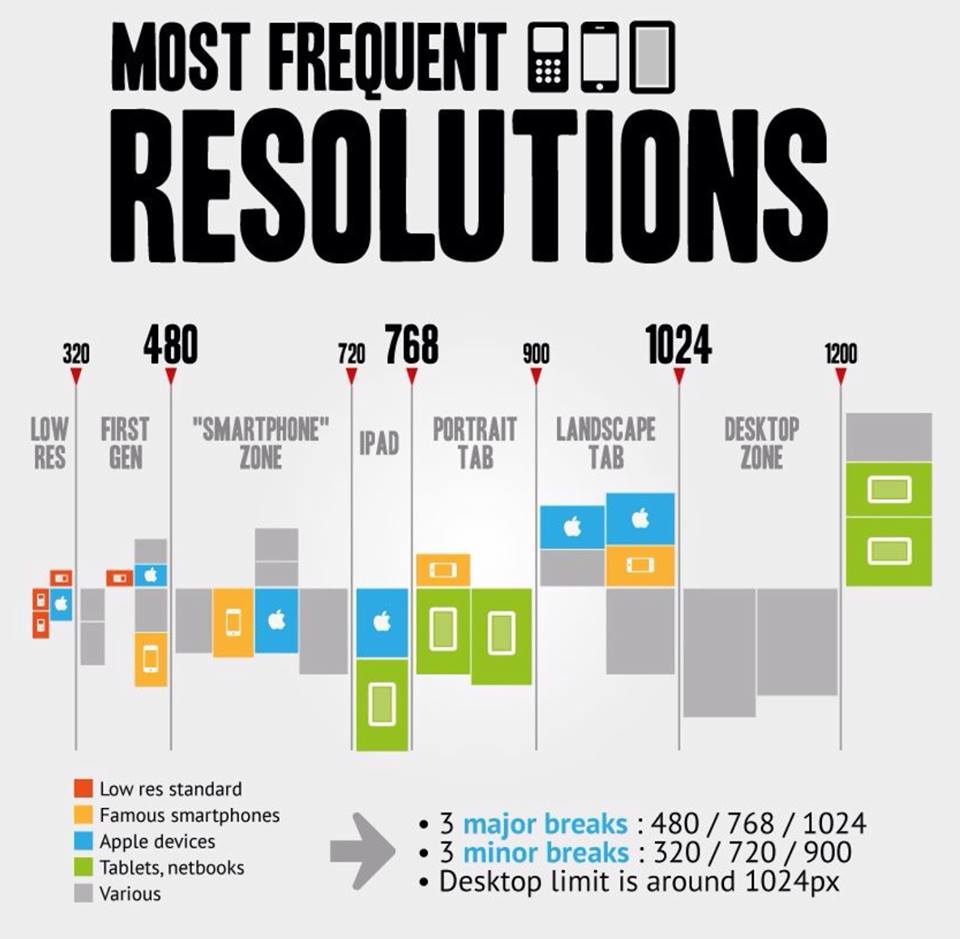 MOST FREQUENT
RESOLUTIONS
320
480
720
768
900
1024
1200
LOW
RES
FIRST
GEN
"SMARTPHONE"
ZONE
IPAD
PORTRAIT
TAB
LANDSCAPE
TAB
DESKTOP
ZONE
Low res standard
Famous smartphones
Apple devices
Tablets, netbooks
Various
• 3 major breaks : 480 / 768 / 1024
• 3 minor breaks : 320 / 720 / 900
• Desktop limit is around 1024px